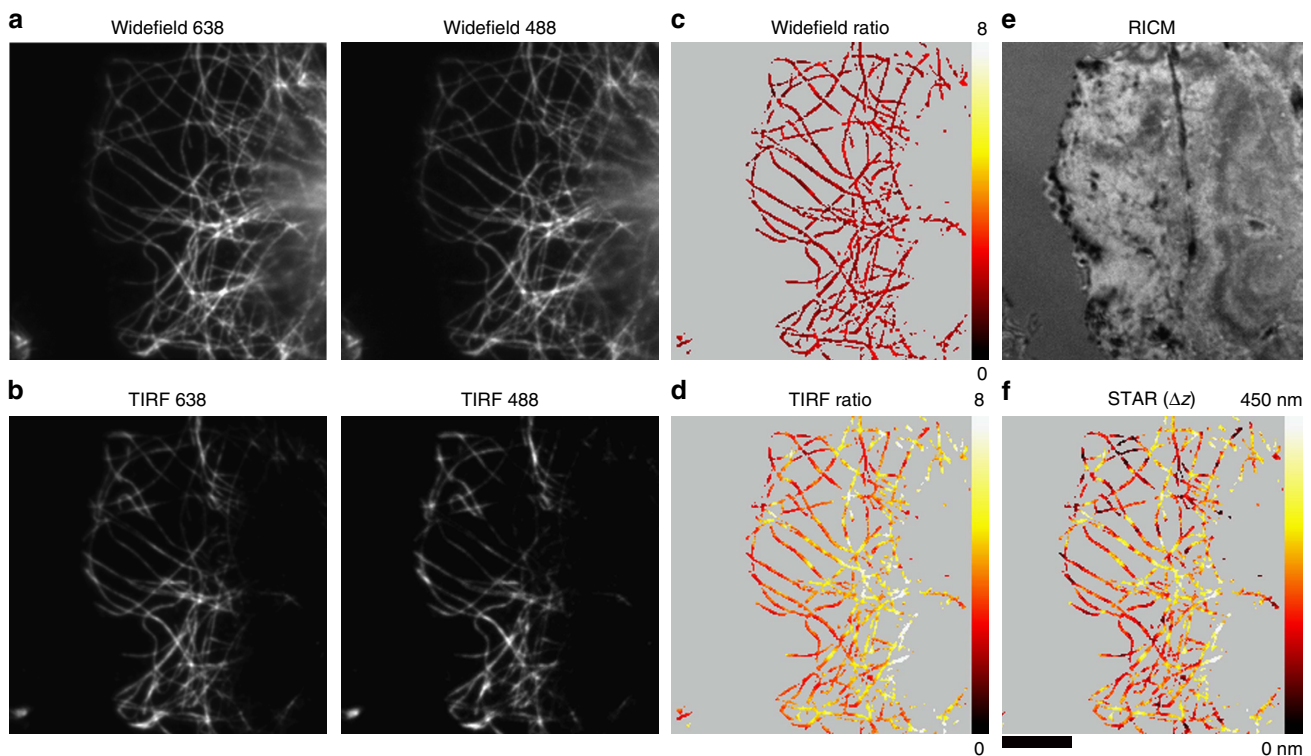 a
Widefield 638
Widefield 488
c
Widefield ratio
8
e
RICM
0
b
TIRF 638
TIRF 488
d
TIRF ratio
8
f
STAR (Δz)
450 nm
0
0 nm